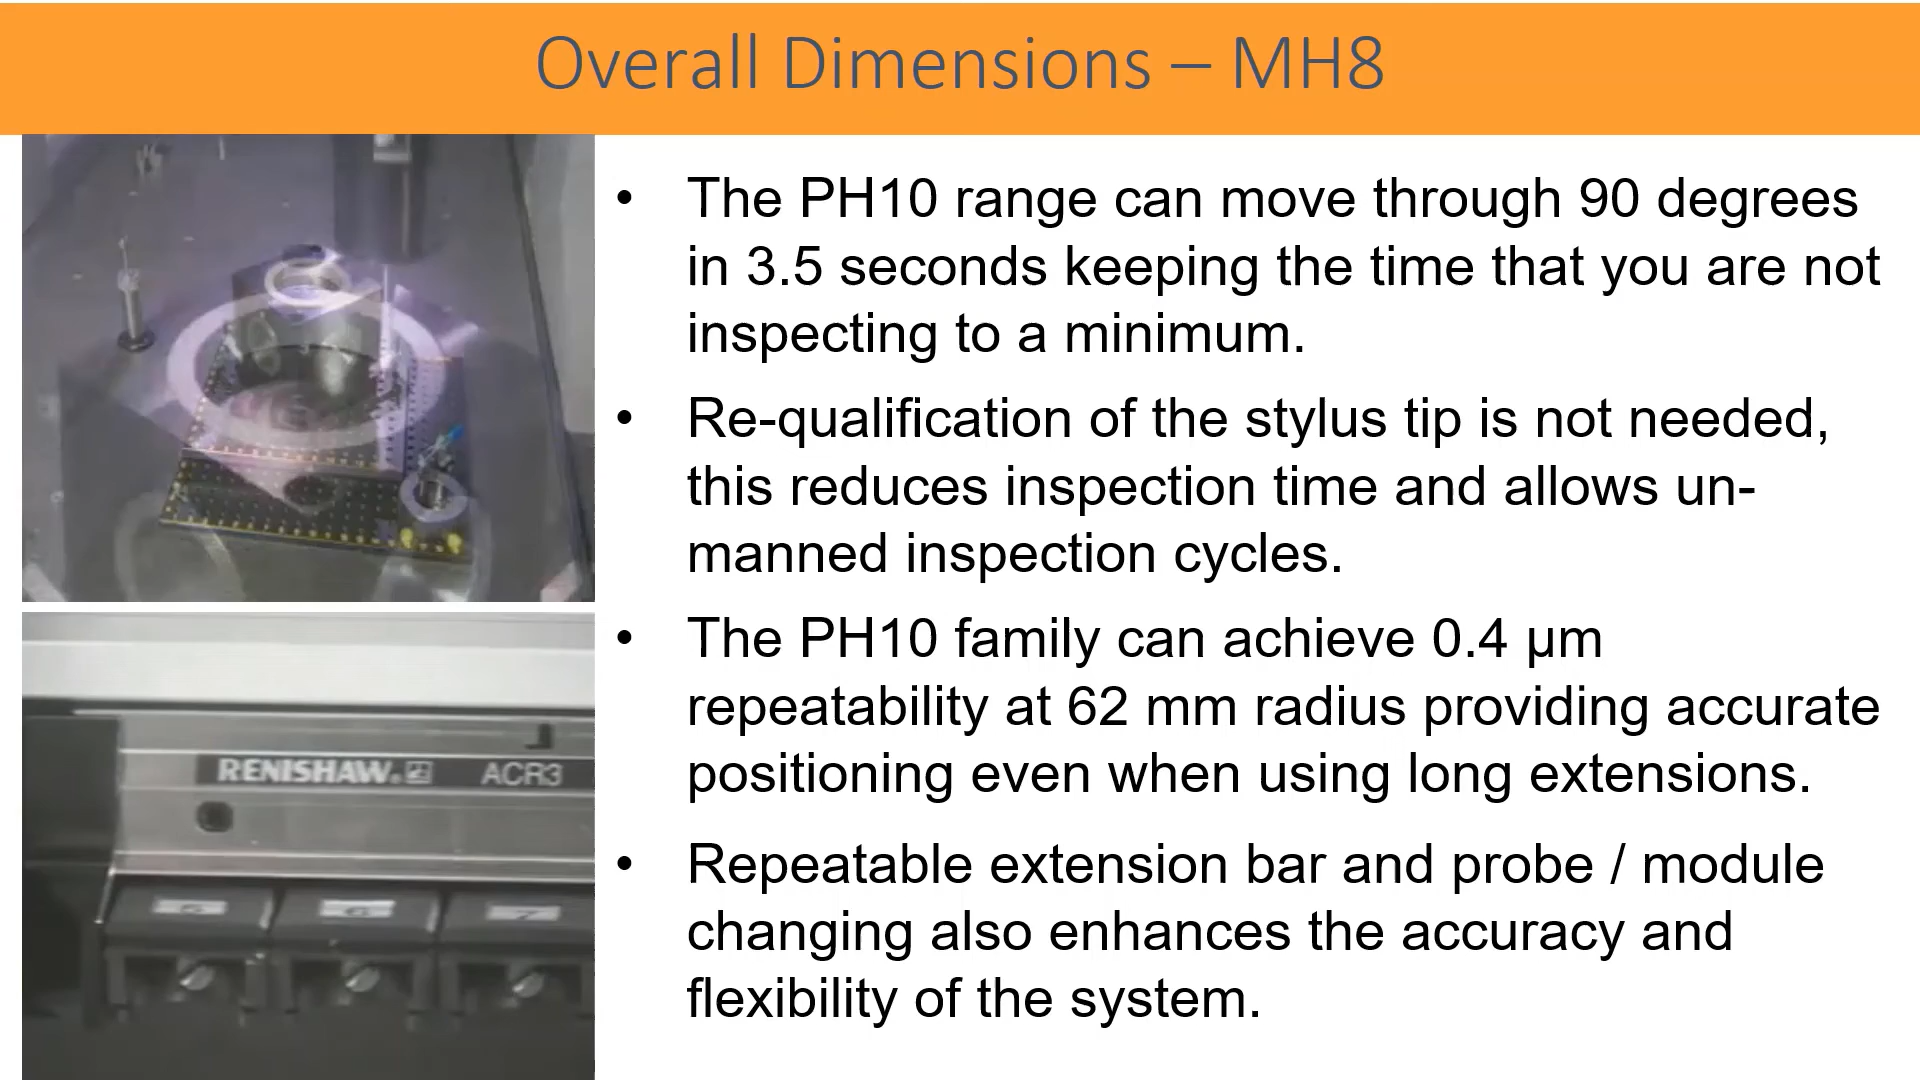 Overall Dimensions – MH8
• The PH10 range can move through 90 degrees
in 3.5 seconds keeping the time that you are not
inspecting to a minimum.
• Re-qualification of the stylus tip is not needed,
this reduces inspection time and allows un-
manned inspection cycles.
• The PH10 family can achieve 0.4 μm
repeatability at 62 mm radius providing accurate
positioning even when using long extensions.
• Repeatable extension bar and probe / module
changing also enhances the accuracy and
flexibility of the system.
RENISHAW. ACR3
5 6 7